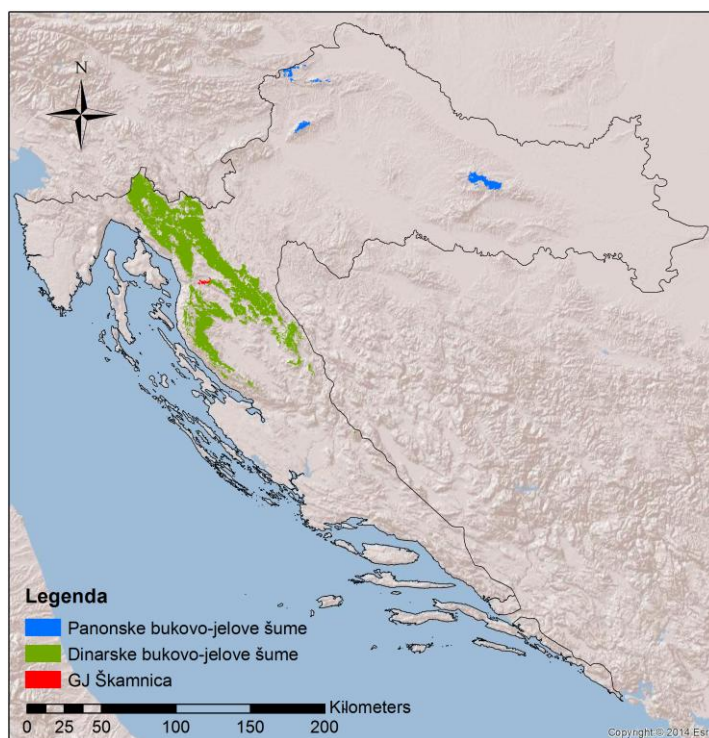 N
Legenda
Panonske bukovo-jelove šume
Dinarske bukovo-jelove šume
GJ Škamnica
Kilometers
0 25 50 100 150 200
Copyright © 2014 Esri